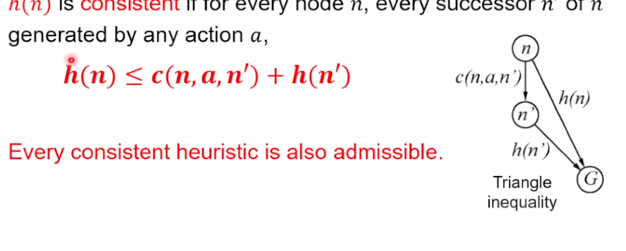 h(n) is consistent if for every node n, every successor n' of n
generated by any action a,
h(n) ≤ c(n, a, n') + h(n')
Every consistent heuristic is also admissible.
n
c(n,a,n')
h(n)
n'
h(n')
G
Triangle
inequality